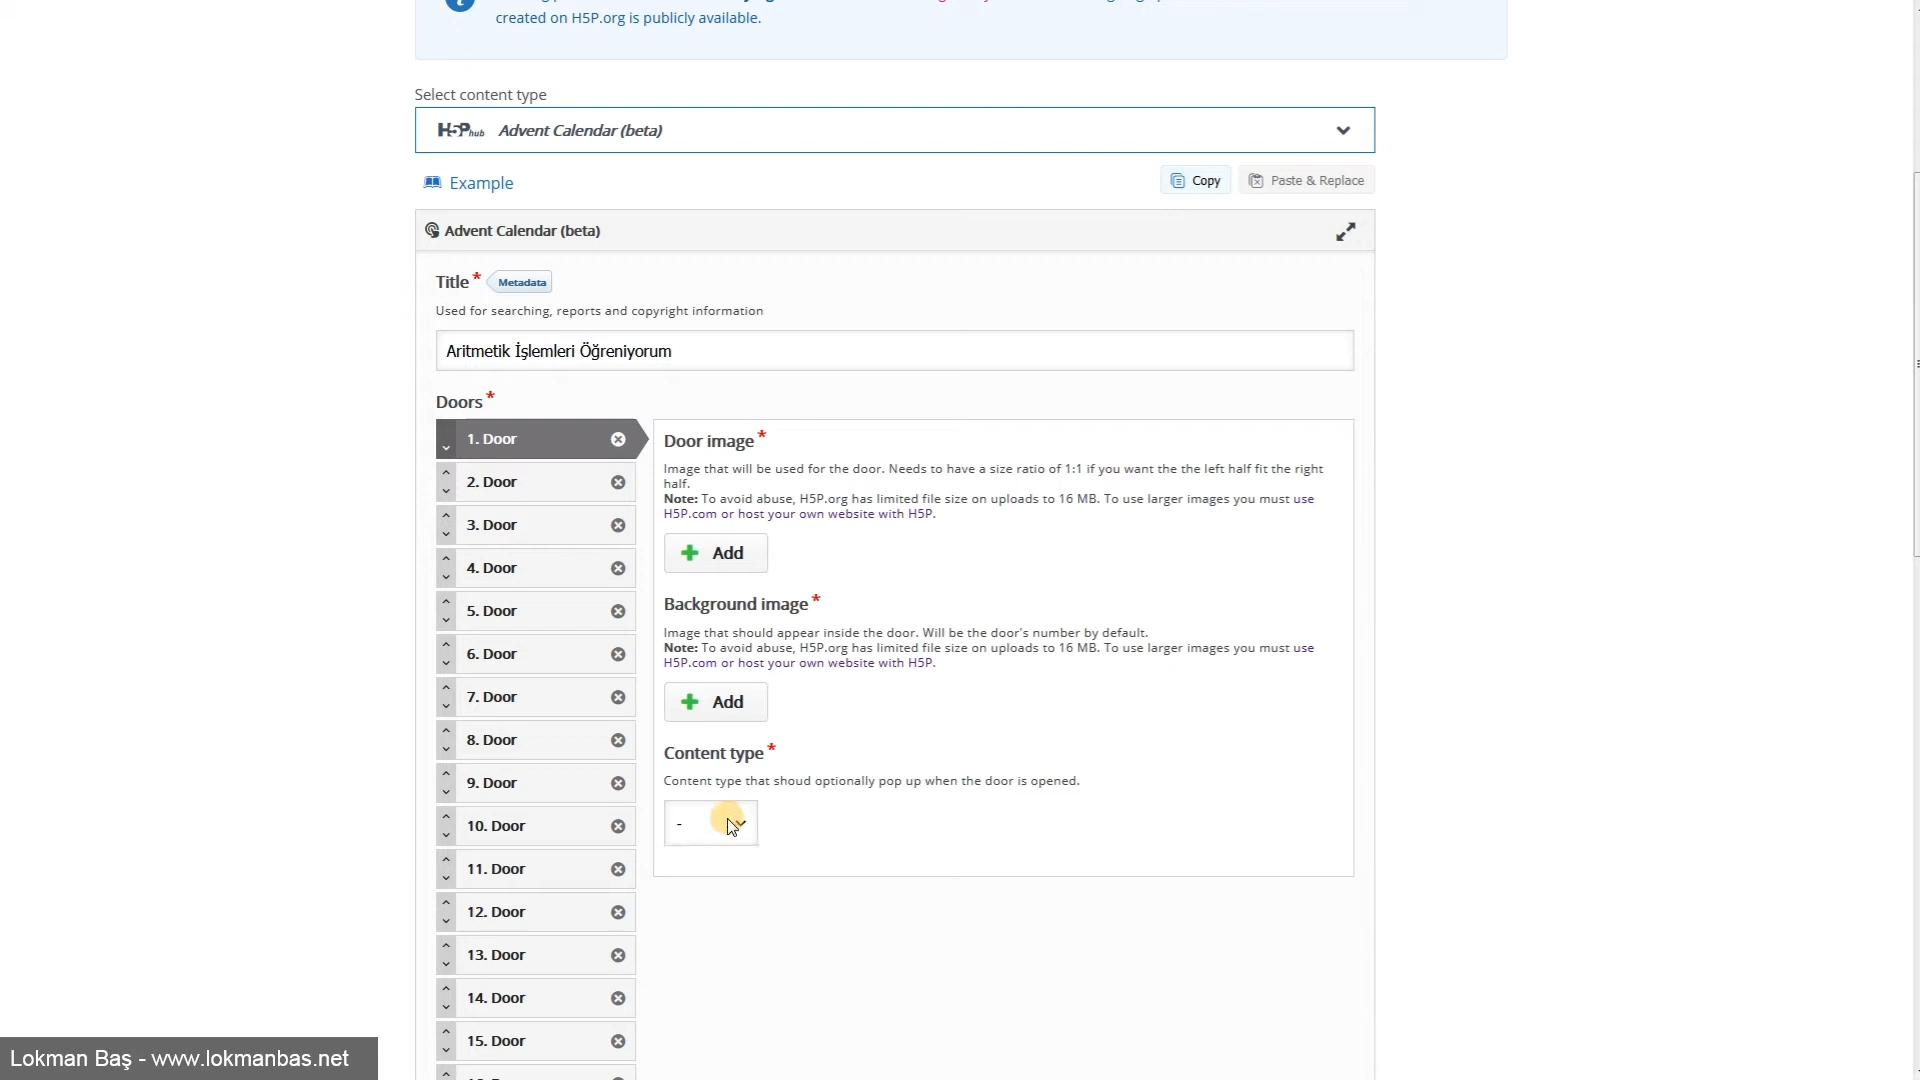 created on H5P.org is publicly available.
Select content type
H5P hub Advent Calendar (beta)
Example
Copy
Paste & Replace
Advent Calendar (beta)
Title* Metadata
Used for searching, reports and copyright information
Aritmetik İşlemleri Öğreniyorum
Doors*
1. Door
2. Door
3. Door
4. Door
5. Door
6. Door
7. Door
8. Door
9. Door
10. Door
11. Door
12. Door
13. Door
14. Door
15. Door
Door image*
Image that will be used for the door. Needs to have a size ratio of 1:1 if you want the the left half fit the right
half.
Note: To avoid abuse, H5P.org has limited file size on uploads to 16 MB. To use larger images you must use
H5P.com or host your own website with H5P.
Add
Background image*
Image that should appear inside the door. Will be the door's number by default.
Note: To avoid abuse, H5P.org has limited file size on uploads to 16 MB. To use larger images you must use
H5P.com or host your own website with H5P.
Add
Content type*
Content type that shoud optionally pop up when the door is opened.
-
Lokman Baş - www.lokmanbas.net